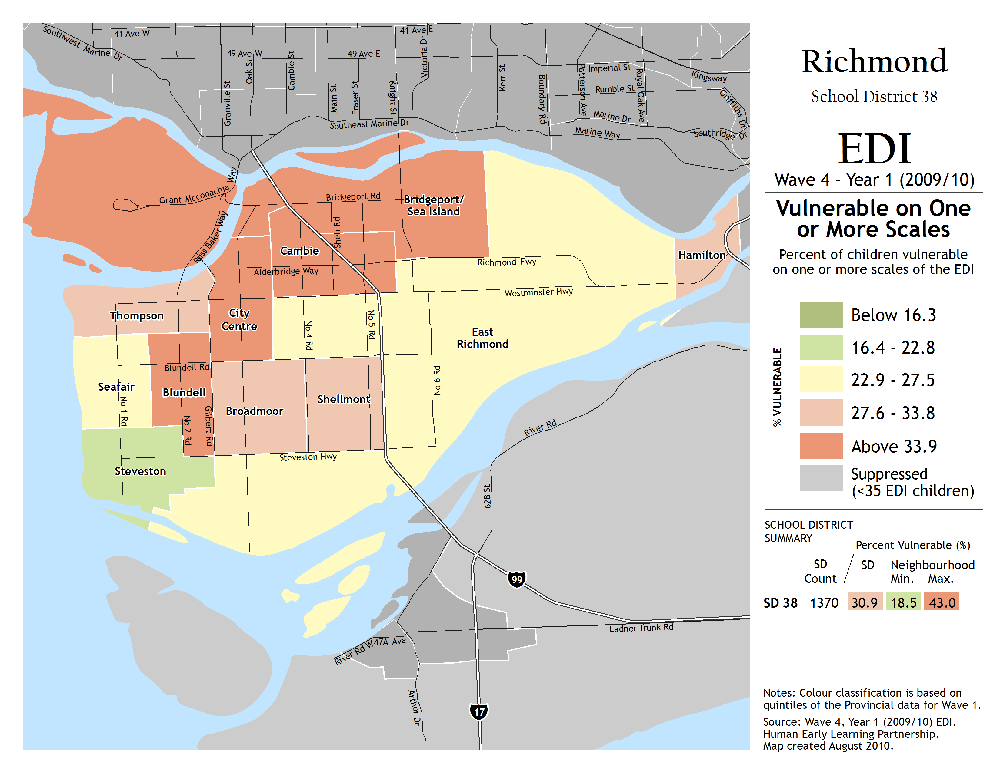 Southwest Marine Dr
41 Ave W
41 Ave E
49 Ave W
49 Ave E
Granville St
Oak St
Cambie St
Main St
Fraser St
Knight St
Victoria Dr
Kerr St
Boundary Rd
Patterson Ave
Royal Oak Ave
Imperial St
Rumble St
Kingsway
Griffiths Dr
Marine Dr
Marine Way
Southridge Dr
Southeast Marine Dr
Grant Mcconachie Way
Russ Baker Way
Bridgeport Rd
Shell Rd
Bridgeport/
Sea Island
Cambie
Alderbridge Way
Richmond Fwy
Westminster Hwy
Hamilton
Thompson
City
Centre
No 4 Rd
No 5 Rd
East
Richmond
Blundell Rd
No 6 Rd
Seafair
Blundell
Broadmoor
Shellmont
No 1 Rd
No 2 Rd
Gilbert Rd
Steveston Hwy
Steveston
River Rd
62B St
99
Ladner Trunk Rd
River Rd W
47A Ave
Arthur Dr
17
Richmond
School District 38
EDI
Wave 4 - Year 1 (2009/10)
Vulnerable on One
or More Scales
Percent of children vulnerable
on one or more scales of the EDI
% VULNERABLE
Below 16.3
16.4 - 22.8
22.9 - 27.5
27.6 - 33.8
Above 33.9
Suppressed
(<35 EDI children)
SCHOOL DISTRICT
SUMMARY
Percent Vulnerable (%)
SD
Count
SD
Neighbourhood
Min. Max.
SD 38 1370 30.9 18.5 43.0
Notes: Colour classification is based on
quintiles of the Provincial data for Wave 1.
Source: Wave 4, Year 1 (2009/10) EDI.
Human Early Learning Partnership.
Map created August 2010.